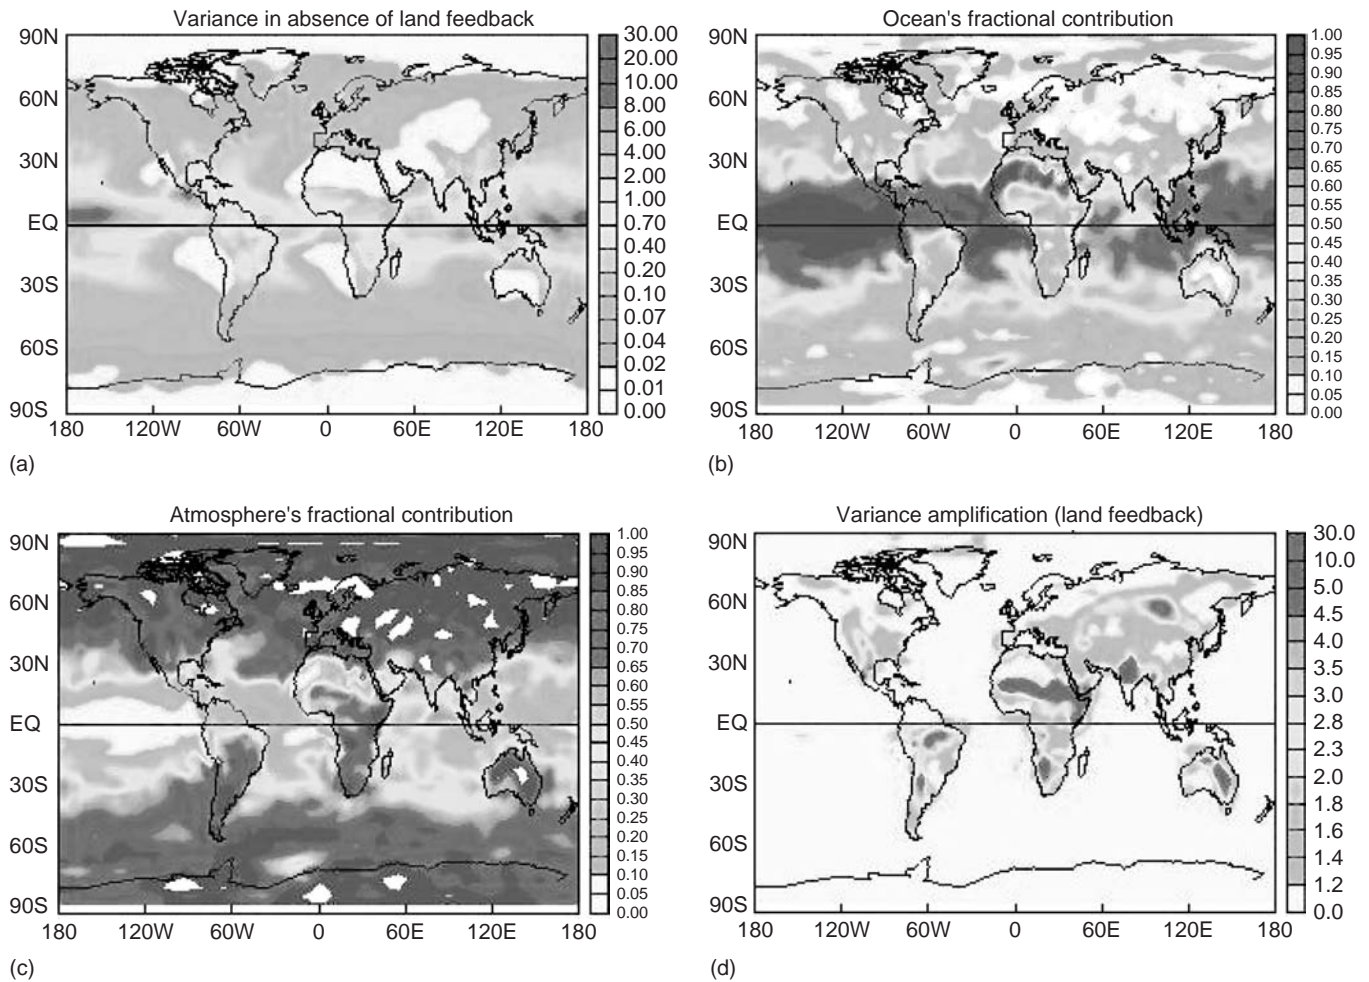 Variance in absence of land feedback
90N
60N
30N
EQ
30S
60S
90S
180 120W 60W 0 60E 120E 180
30.00
20.00
10.00
8.00
6.00
4.00
2.00
1.00
0.70
0.40
0.20
0.10
0.07
0.04
0.02
0.01
0.00
(a)
Ocean's fractional contribution
90N
60N
30N
EQ
30S
60S
90S
180 120W 60W 0 60E 120E 180
1.00
0.95
0.90
0.85
0.80
0.75
0.70
0.65
0.60
0.55
0.50
0.45
0.40
0.35
0.30
0.25
0.20
0.15
0.10
0.05
0.00
(b)
Atmosphere's fractional contribution
90N
60N
30N
EQ
30S
60S
90S
180 120W 60W 0 60E 120E 180
1.00
0.95
0.90
0.85
0.80
0.75
0.70
0.65
0.60
0.55
0.50
0.45
0.40
0.35
0.30
0.25
0.20
0.15
0.10
0.05
0.00
(c)
Variance amplification (land feedback)
90N
60N
30N
EQ
30S
60S
90S
180 120W 60W 0 60E 120E 180
30.0
10.0
5.0
4.5
4.0
3.5
3.0
2.8
2.3
2.0
1.8
1.6
1.4
1.2
0.0
(d)